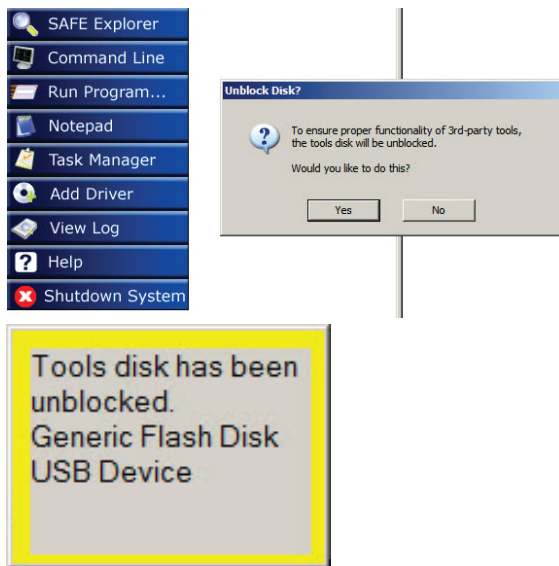 SAFE Explorer
Command Line
Run Program...
Notepad
Task Manager
Add Driver
View Log
Help
Shutdown System
Unblock Disk?
To ensure proper functionality of 3rd-party tools,
the tools disk will be unblocked.
Would you like to do this?
Yes
No
Tools disk has been
unblocked.
Generic Flash Disk
USB Device